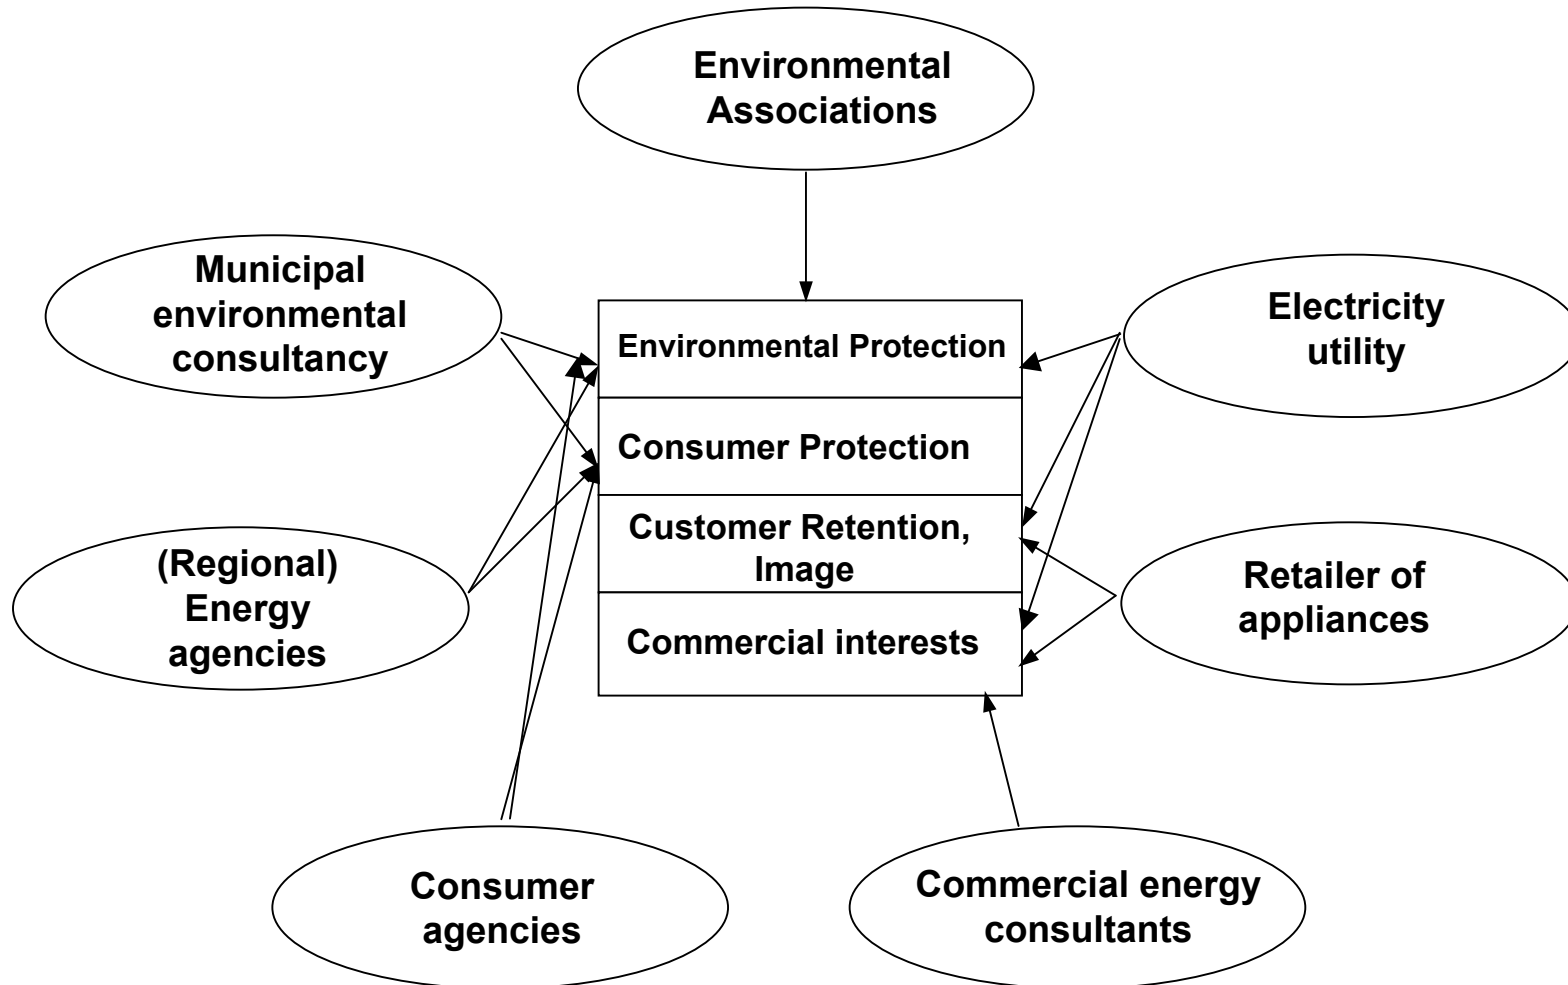 Environmental
Associations
Municipal
environmental
consultancy
Electricity
utility
Environmental Protection
Consumer Protection
Customer Retention,
Image
Commercial interests
(Regional)
Energy
agencies
Retailer of
appliances
Consumer
agencies
Commercial energy
consultants